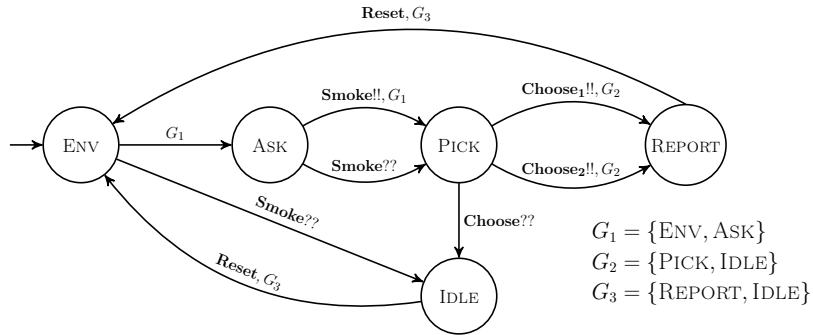 Reset, G₃
Smoke!!, G₁
Choose₁!!, G₂
G₁
ENV
ASK
PICK
REPORT
Smoke??
Choose₂!!, G₂
Smoke??
Choose??
Reset, G₃
IDLE
G₁ = {ENV, ASK}
G₂ = {PICK, IDLE}
G₃ = {REPORT, IDLE}